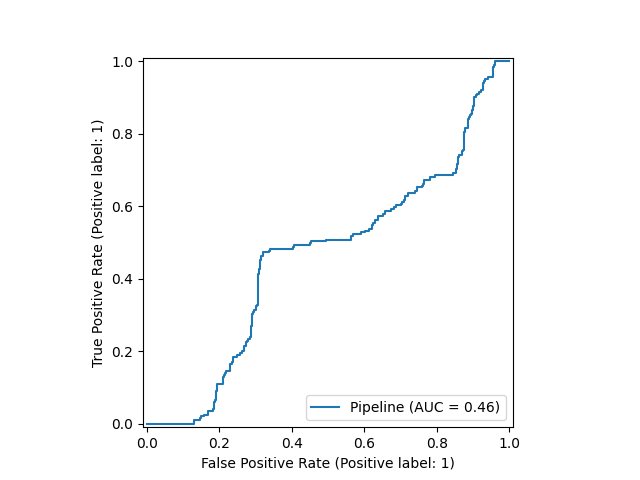 1.0
0.8
0.6
0.4
0.2
0.0
True Positive Rate (Positive label: 1)
Pipeline (AUC = 0.46)
0.0 0.2 0.4 0.6 0.8 1.0
False Positive Rate (Positive label: 1)